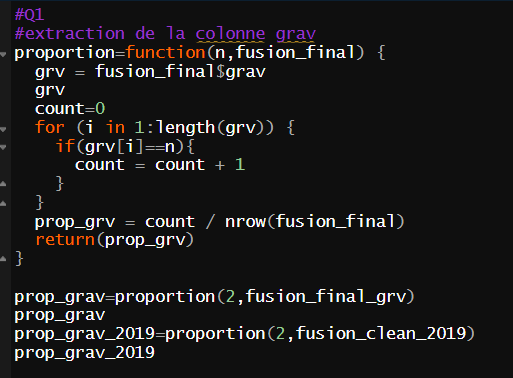 #Q1
#extraction de la colonne grav
proportion=function(n,fusion_final) {
  grv = fusion_final$grav
  grv
  count=0
  for (i in 1:length(grv)) {
    if(grv[i]==n){
      count = count + 1
    }
  }
  prop_grv = count / nrow(fusion_final)
  return(prop_grv)
}

prop_grav=proportion(2,fusion_final_grv)
prop_grav
prop_grav_2019=proportion(2,fusion_clean_2019)
prop_grav_2019